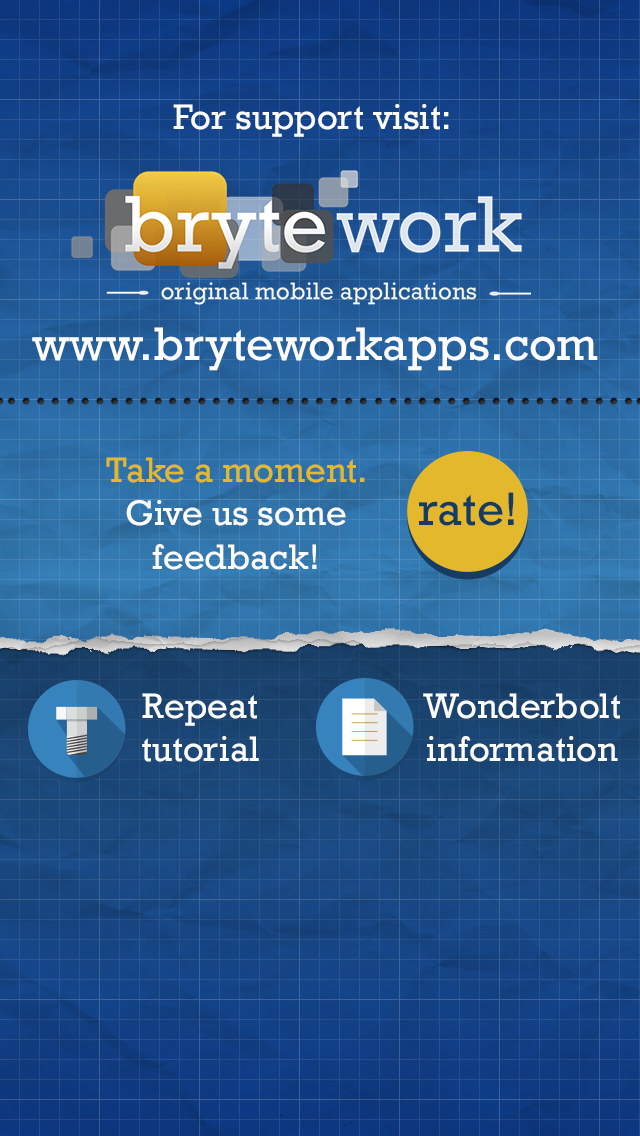 For support visit:
brytework
original mobile applications
www.bryteworkapps.com
Take a moment.
Give us some
feedback!
rate!
Repeat
tutorial
Wonderbolt
information